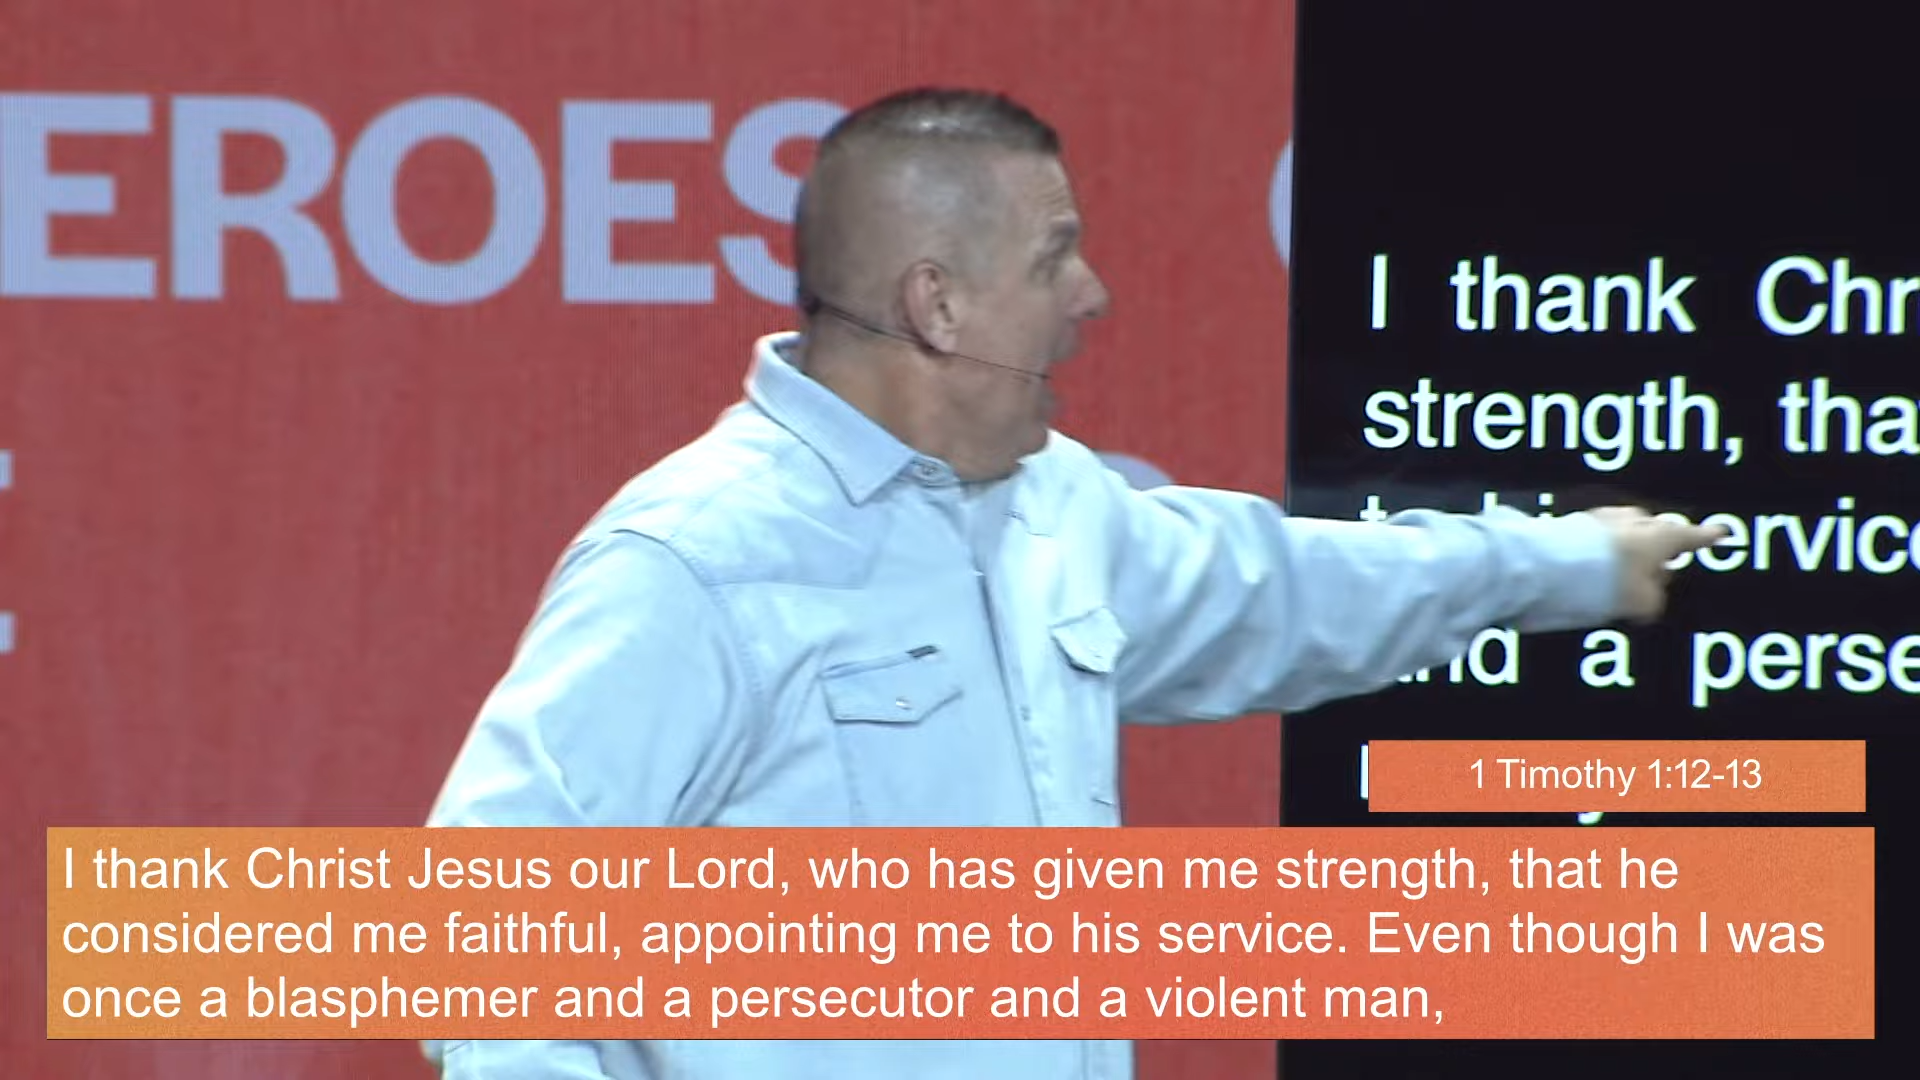 EROES
I thank Chr
strength, tha
service
a perse
1 Timothy 1:12-13
I thank Christ Jesus our Lord, who has given me strength, that he
considered me faithful, appointing me to his service. Even though I was
once a blasphemer and a persecutor and a violent man,